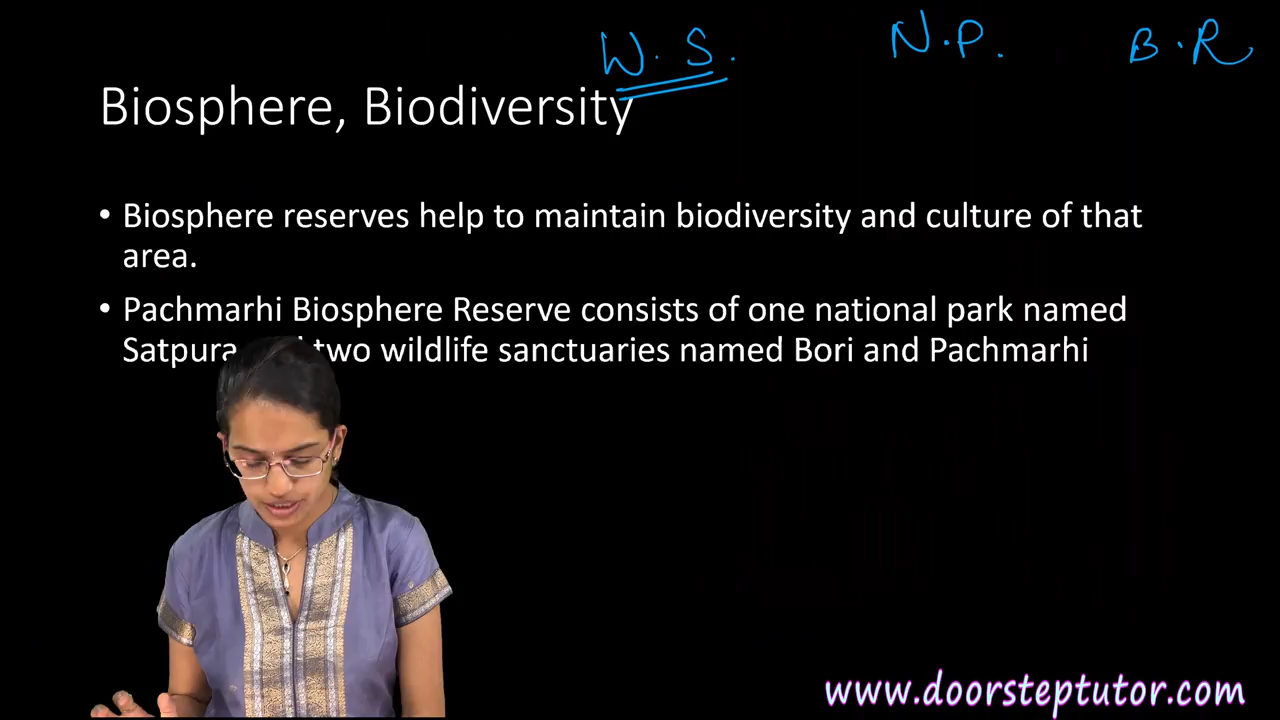 W. S. N.P. B.R
Biosphere, Biodiversity
• Biosphere reserves help to maintain biodiversity and culture of that
area.
• Pachmarhi Biosphere Reserve consists of one national park named
Satpura two wildlife sanctuaries named Bori and Pachmarhi
www.doorsteptutor.com